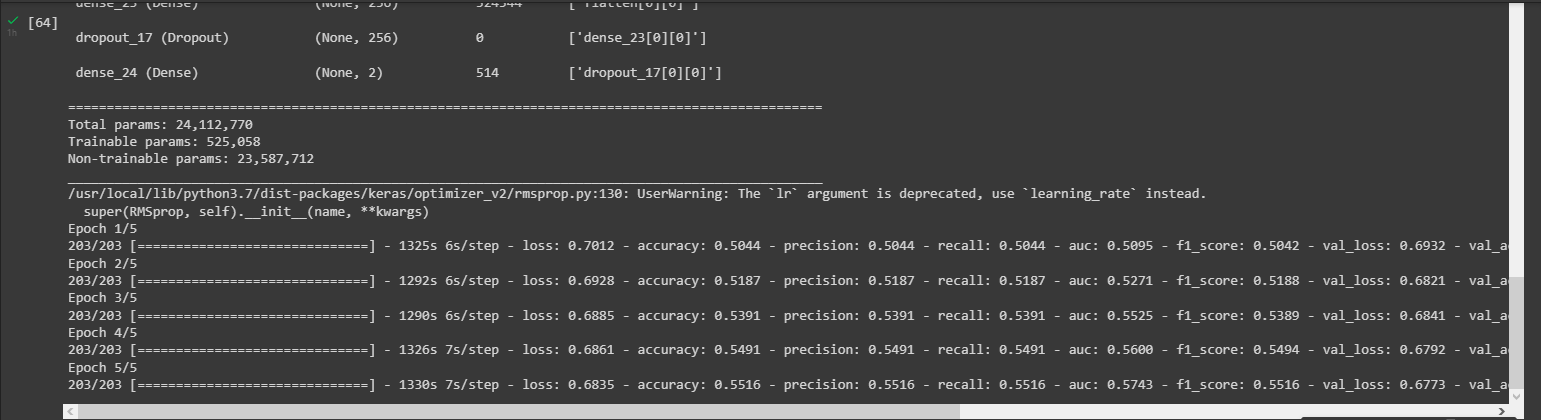 dense_23 (Dense) (None, 256) 524544 ['flatten[0][0]']
[64]
1h
dropout_17 (Dropout) (None, 256) 0 ['dense_23[0][0]']
dense_24 (Dense) (None, 2) 514 ['dropout_17[0][0]']
==================================================================================================
Total params: 24,112,770
Trainable params: 525,058
Non-trainable params: 23,587,712
__________________________________________________________________________________________________
/usr/local/lib/python3.7/dist-packages/keras/optimizer_v2/rmsprop.py:130: UserWarning: The `lr` argument is deprecated, use `learning_rate` instead.
super(RMSprop, self).__init__(name, **kwargs)
Epoch 1/5
203/203 [==============================] - 1325s 6s/step - loss: 0.7012 - accuracy: 0.5044 - precision: 0.5044 - recall: 0.5044 - auc: 0.5095 - f1_score: 0.5042 - val_loss: 0.6932 - val_a
Epoch 2/5
203/203 [==============================] - 1292s 6s/step - loss: 0.6928 - accuracy: 0.5187 - precision: 0.5187 - recall: 0.5187 - auc: 0.5271 - f1_score: 0.5188 - val_loss: 0.6821 - val_a
Epoch 3/5
203/203 [==============================] - 1290s 6s/step - loss: 0.6885 - accuracy: 0.5391 - precision: 0.5391 - recall: 0.5391 - auc: 0.5525 - f1_score: 0.5389 - val_loss: 0.6841 - val_a
Epoch 4/5
203/203 [==============================] - 1326s 7s/step - loss: 0.6861 - accuracy: 0.5491 - precision: 0.5491 - recall: 0.5491 - auc: 0.5600 - f1_score: 0.5494 - val_loss: 0.6792 - val_a
Epoch 5/5
203/203 [==============================] - 1330s 7s/step - loss: 0.6835 - accuracy: 0.5516 - precision: 0.5516 - recall: 0.5516 - auc: 0.5743 - f1_score: 0.5516 - val_loss: 0.6773 - val_a